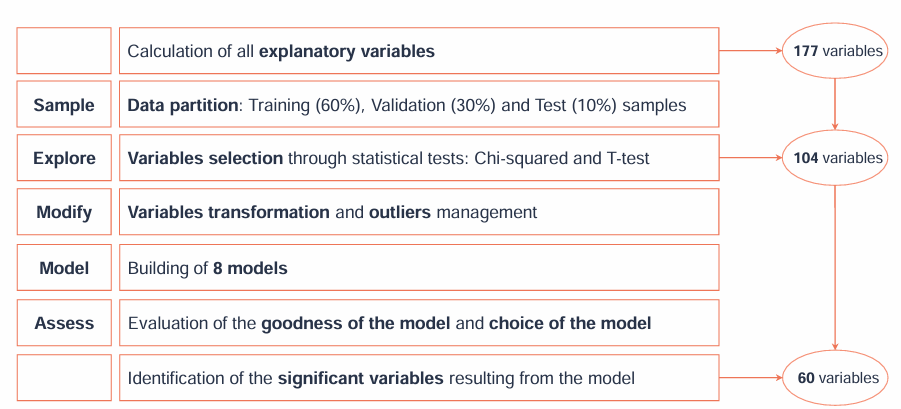 Calculation of all explanatory variables
177 variables
Sample
Data partition: Training (60%), Validation (30%) and Test (10%) samples
Explore
Variables selection through statistical tests: Chi-squared and T-test
104 variables
Modify
Variables transformation and outliers management
Model
Building of 8 models
Assess
Evaluation of the goodness of the model and choice of the model
Identification of the significant variables resulting from the model
60 variables